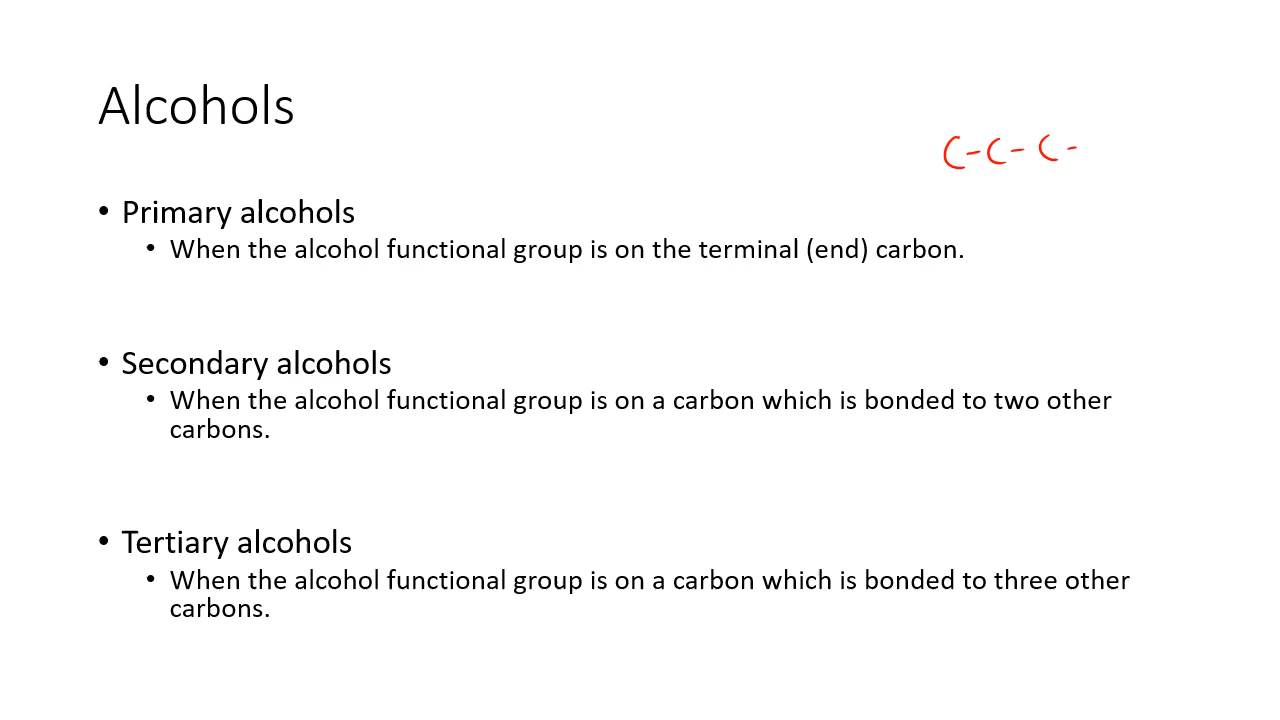 Alcohols
C-C-C-
• Primary alcohols
• When the alcohol functional group is on the terminal (end) carbon.
• Secondary alcohols
• When the alcohol functional group is on a carbon which is bonded to two other
carbons.
• Tertiary alcohols
• When the alcohol functional group is on a carbon which is bonded to three other
carbons.